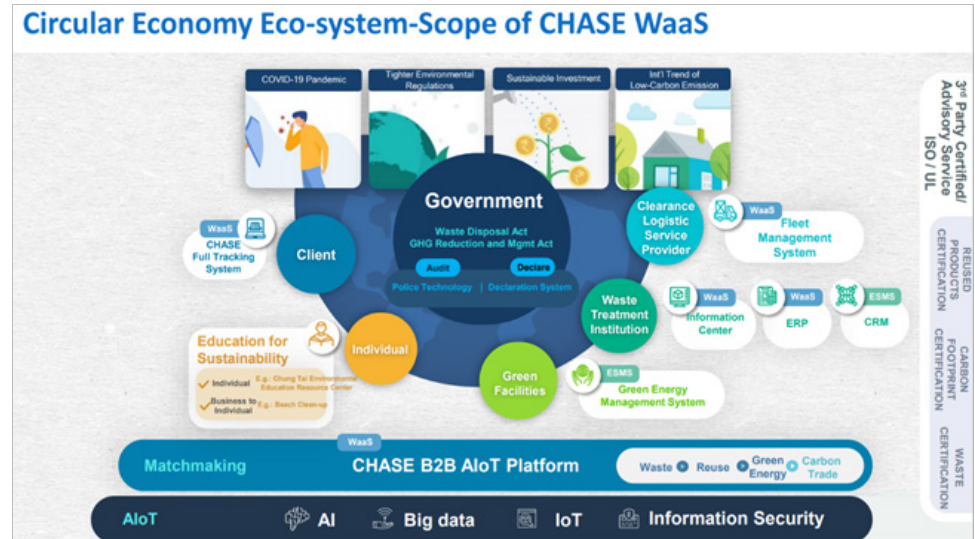 Circular Economy Eco-system-Scope of CHASE WaaS
COVID-19 Pandemic
Tighter Environmental
Regulations
Sustainable Investment
Int'l Trend of
Low-Carbon Emission
Government
Waste Disposal Act
GHG Reduction and Mgmt Act
Audit
Declare
Police Technology | Declaration System
WaaS
CHASE
Full Tracking
System
Client
Clearance
Logistic
Service
Provider
WaaS
Fleet
Management
System
Waste
Treatment
Institution
WaaS
Information
Center
WaaS
ERP
ESMS
CRM
Education for
Sustainability
Individual
E.g.: Chung Tai Environmental
Education Resource Center
Business to
Individual
E.g.: Beach Clean-up
Individual
Green
Facilities
ESMS
Green Energy
Management System
WaaS
Matchmaking
CHASE B2B AIoT Platform
Waste
Reuse
Green
Energy
Carbon
Trade
AIoT
AI
Big data
IoT
Information Security
3rd Party Certified/
Advisory Service
ISO / UL
REUSED
PRODUCTS
CERTIFICATION
CARBON
FOOTPRINT
CERTIFICATION
WASTE
CERTIFICATION